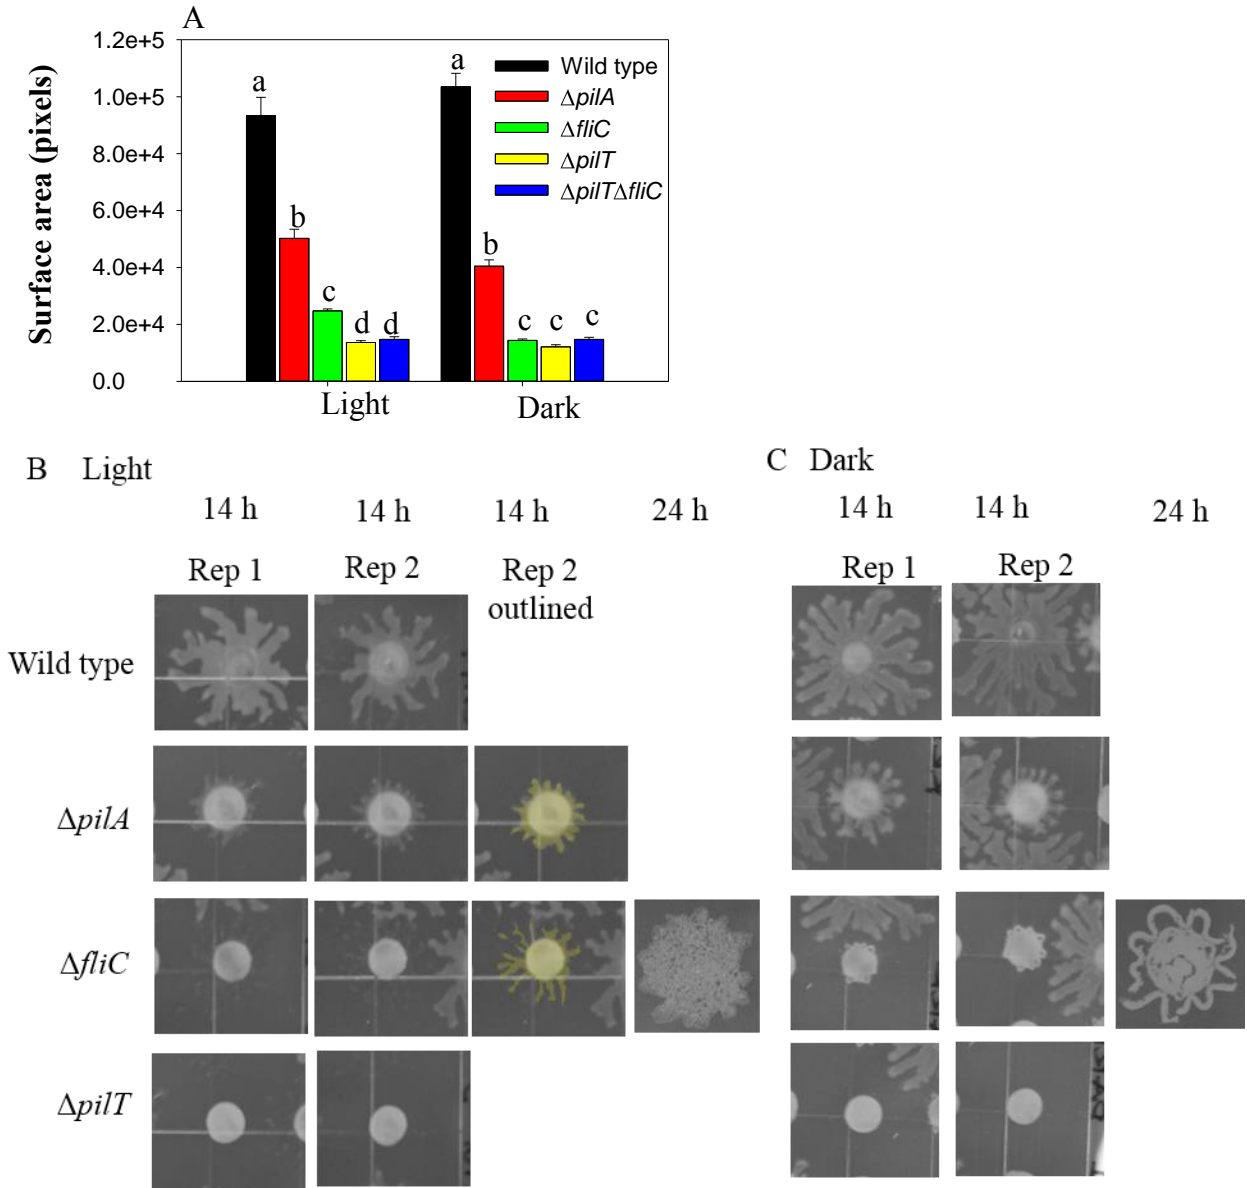 A
1.2e+5
1.0e+5
8.0e+4
6.0e+4
4.0e+4
2.0e+4
0.0
Surface area (pixels)
a
b
c
d
d
a
b
c
c
c
Wild type
ΔpilA
ΔfliC
ΔpilT
ΔpilTΔfliC
Light
Dark
B Light
C Dark
14 h
14 h
14 h
24 h
14 h
14 h
24 h
Rep 1
Rep 2
Rep 2
outlined
Rep 1
Rep 2
Wild type
ΔpilA
ΔfliC
ΔpilT